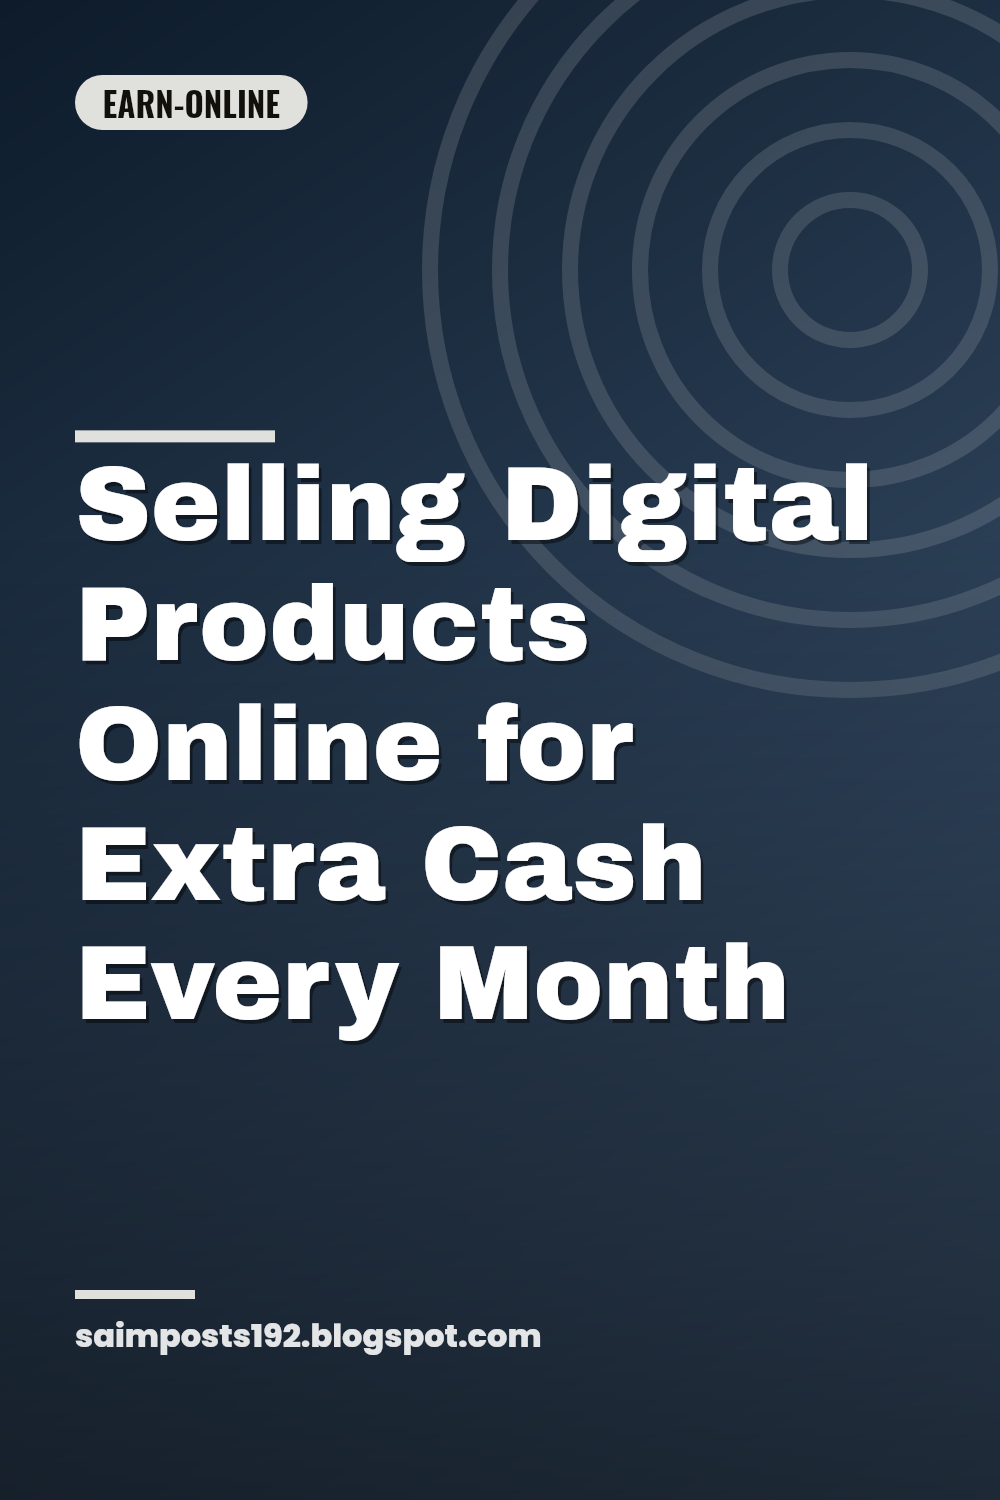 EARN-ONLINE
Selling Digital
Products
Online for
Extra Cash
Every Month
saimposts192.blogspot.com